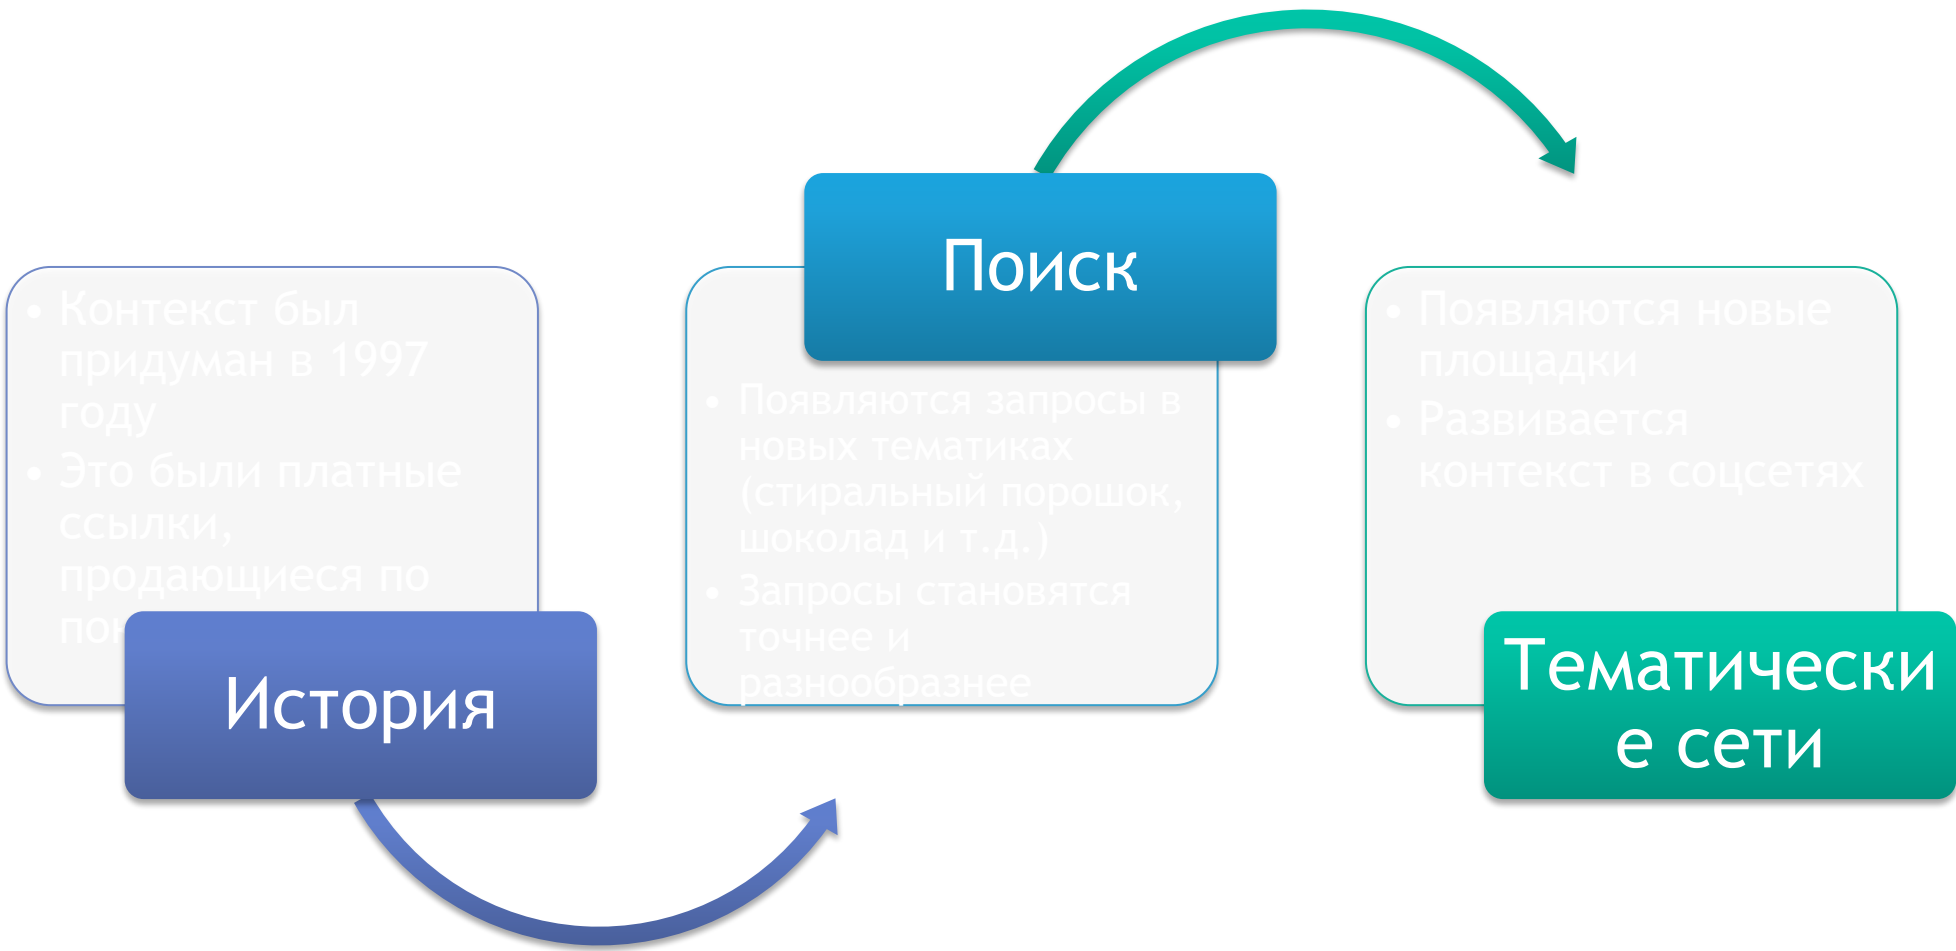 • Контекст был
придуман в 1997
году
• Это были платные
ссылки,
продающиеся по
История
Поиск
• Появляются запросы в
новых тематиках
(стиральный порошок,
шоколад и т.д.)
• Запросы становятся
точнее и
разнообразнее
• Появляются новые
площадки
• Развивается
контекст в соцсетях
Тематически
е сети